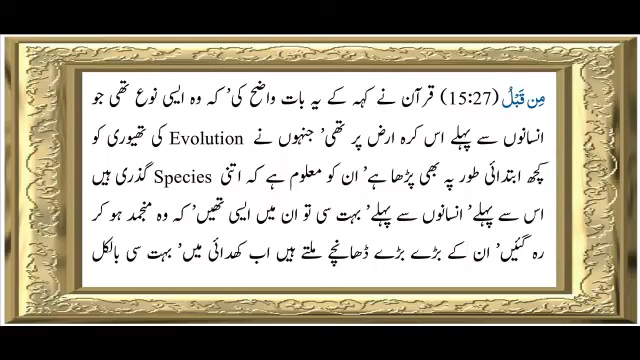 مِن قَبْلُ (15:27) قرآن نے کہہ کے یہ بات واضح کی’ کہ وہ ایسی نوع تھی جو
انسانوں سے پہلے اس کرہ ارض پر تھی’ جنہوں نے Evolution کی تھیوری کو
کچھ ابتدائی طور پہ بھی پڑھا ہے’ ان کو معلوم ہے کہ اتنی Species گذری ہیں
اس سے پہلے’ انسانوں سے پہلے’ بہت سی تو ان میں ایسی تھیں’ کہ وہ منجمد ہو کر
رہ گئیں’ ان کے بڑے بڑے ڈھانچے ملتے ہیں اب کھدائی میں’ بہت سی بالکل